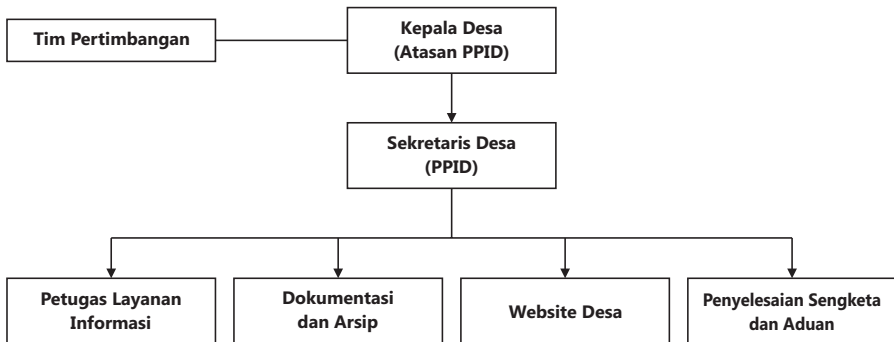 Tim Pertimbangan
Kepala Desa
(Atasan PPID)
Sekretaris Desa
(PPID)
Petugas Layanan
Informasi
Dokumentasi
dan Arsip
Website Desa
Penyelesaian Sengketa
dan Aduan